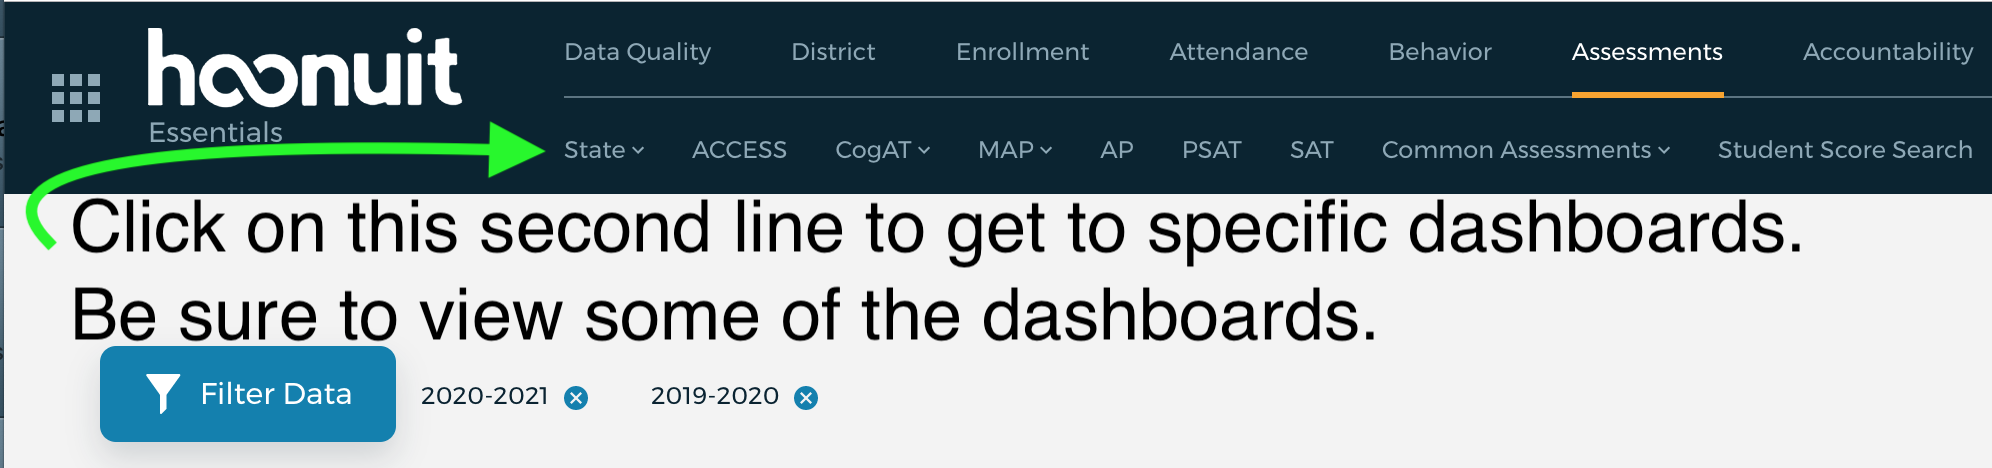 hoonuit
Essentials
Data Quality District Enrollment Attendance Behavior Assessments Accountability
State ACCESS CogAT MAP AP PSAT SAT Common Assessments Student Score Search
Click on this second line to get to specific dashboards.
Be sure to view some of the dashboards.
Filter Data 2020-2021 2019-2020